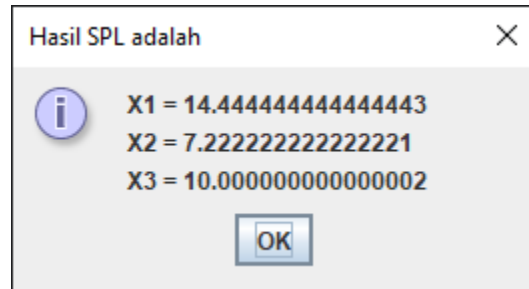 Hasil SPL adalah
X1 = 14.444444444444443
X2 = 7.222222222222221
X3 = 10.000000000000002
OK